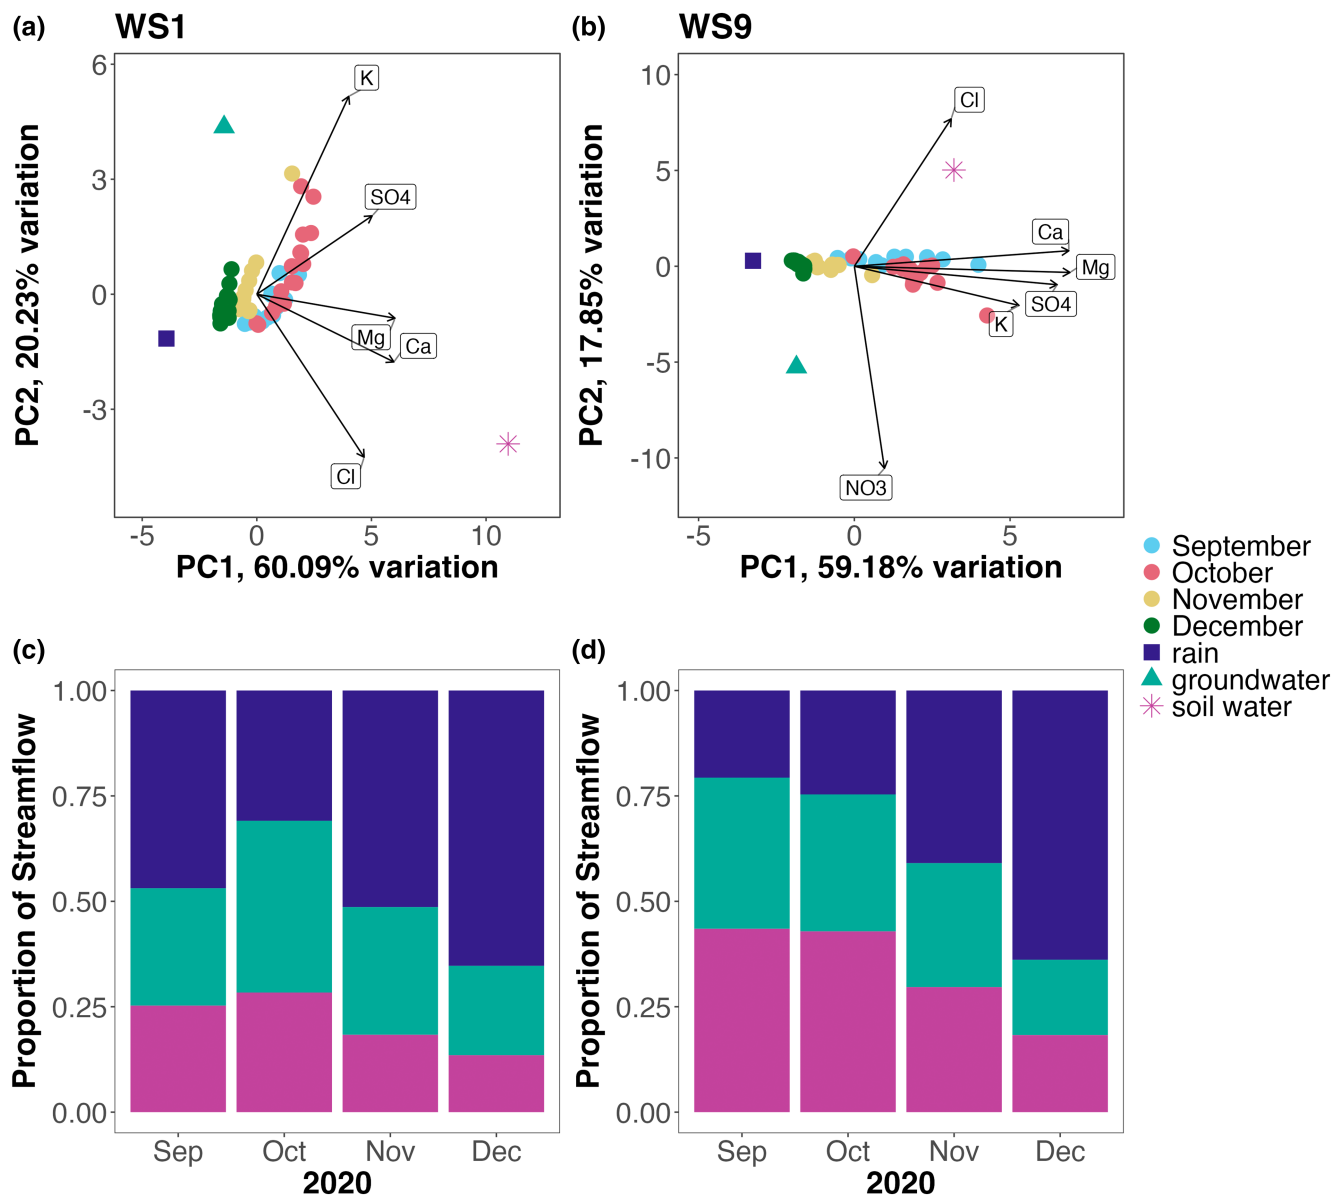 (a) WS1
(b) WS9
6
3
0
-3
PC2, 20.23% variation
K
SO4
Mg
Ca
Cl
-5 0 5 10
PC1, 60.09% variation
10
5
0
-5
-10
PC2, 17.85% variation
Cl
Ca
Mg
SO4
K
NO3
-5 0 5
PC1, 59.18% variation
September
October
November
December
rain
groundwater
soil water
(c)
1.00
0.75
0.50
0.25
0.00
Proportion of Streamflow
Sep Oct Nov Dec
2020
(d)
1.00
0.75
0.50
0.25
0.00
Proportion of Streamflow
Sep Oct Nov Dec
2020